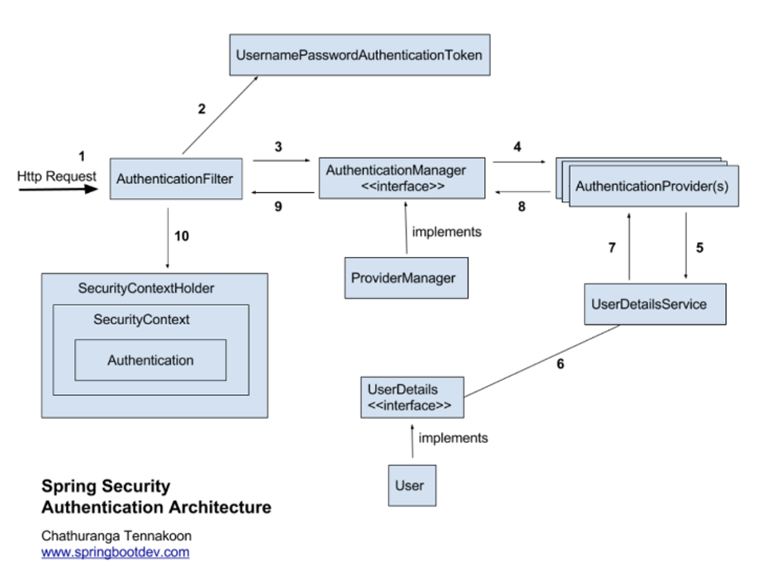 UsernamePasswordAuthenticationToken
2
1
Http Request
AuthenticationFilter
3
9
AuthenticationManager
<<interface>>
4
8
AuthenticationProvider(s)
10
implements
ProviderManager
7
5
UserDetailsService
SecurityContextHolder
SecurityContext
Authentication
6
UserDetails
<<interface>>
implements
User
Spring Security
Authentication Architecture
Chathuranga Tennakoon
www.springbootdev.com